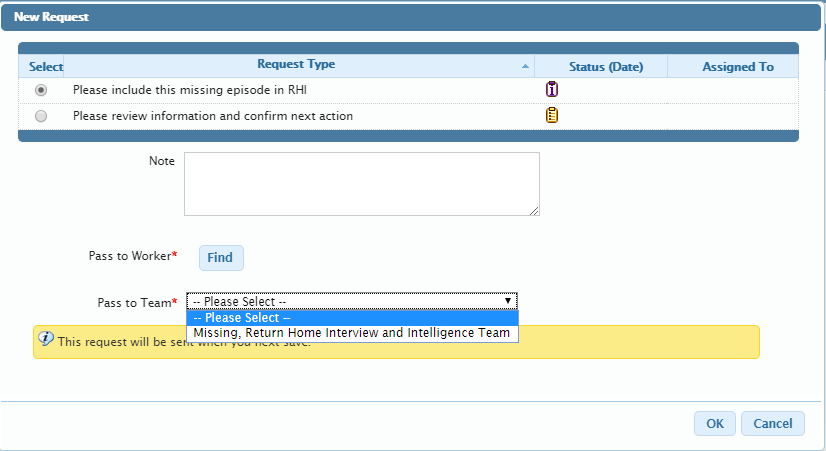 New Request
Select Request Type Status (Date) Assigned To
Please include this missing episode in RHI
Please review information and confirm next action
Note
Pass to Worker* Find
Pass to Team* -- Please Select --
-- Please Select --
Missing, Return Home Interview and Intelligence Team
This request will be sent when you next save.
OK Cancel